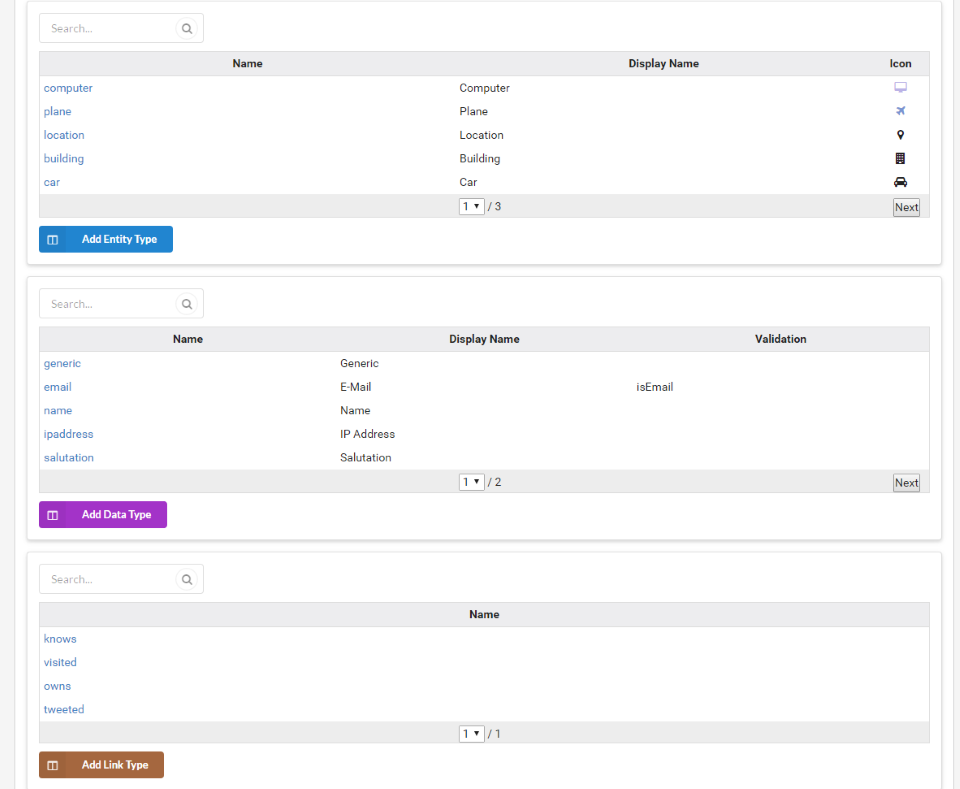 Search...
Name Display Name Icon
computer Computer
plane Plane
location Location
building Building
car Car
1 / 3 Next
Add Entity Type
Search...
Name Display Name Validation
generic Generic
email E-Mail isEmail
name Name
ipaddress IP Address
salutation Salutation
1 / 2 Next
Add Data Type
Search...
Name
knows
visited
owns
tweeted
1 / 1
Add Link Type